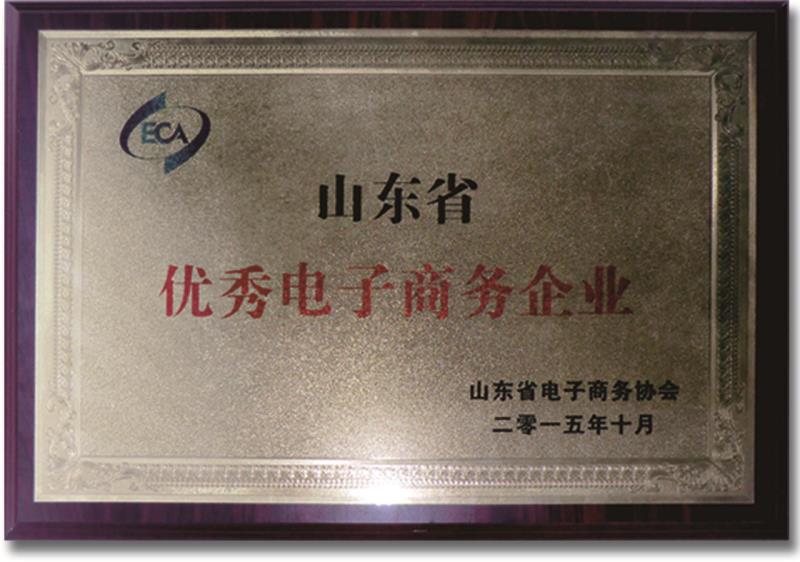 ECA
山东省
优秀电子商务企业
山东省电子商务协会
二零一五年十月